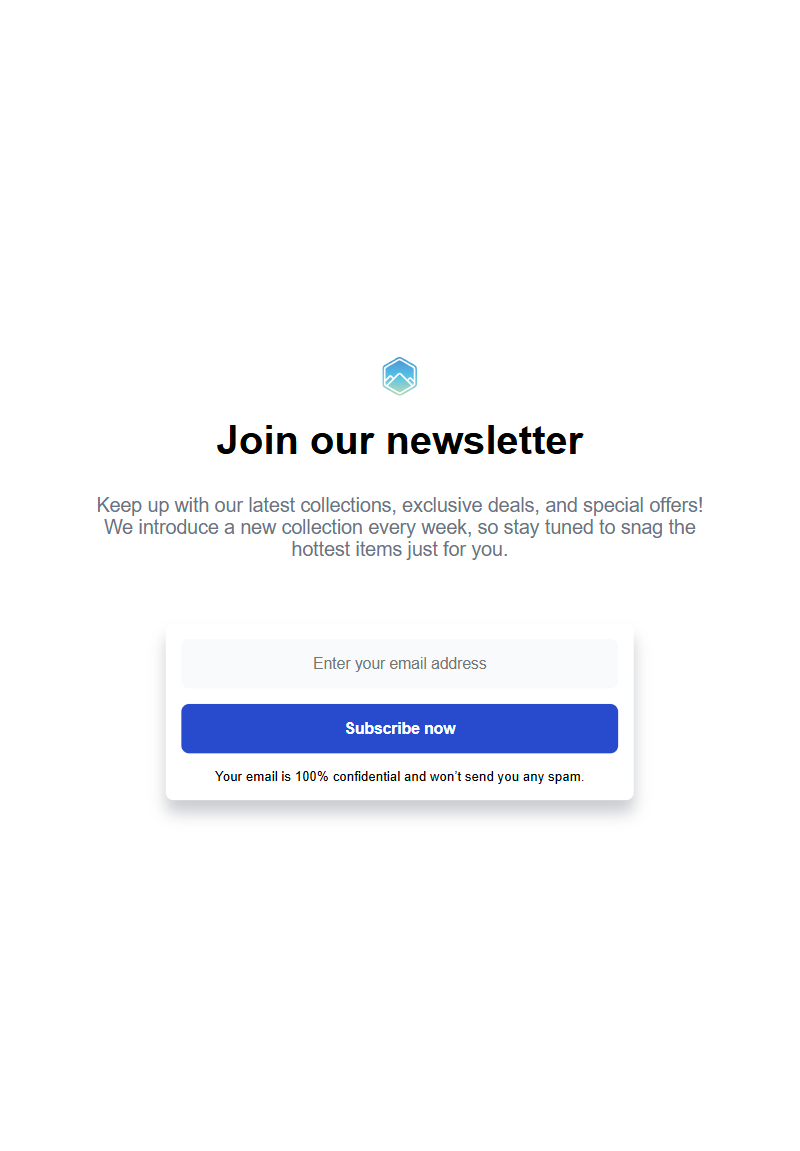 Join our newsletter
Keep up with our latest collections, exclusive deals, and special offers!
We introduce a new collection every week, so stay tuned to snag the
hottest items just for you.
Enter your email address
Subscribe now
Your email is 100% confidential and won’t send you any spam.